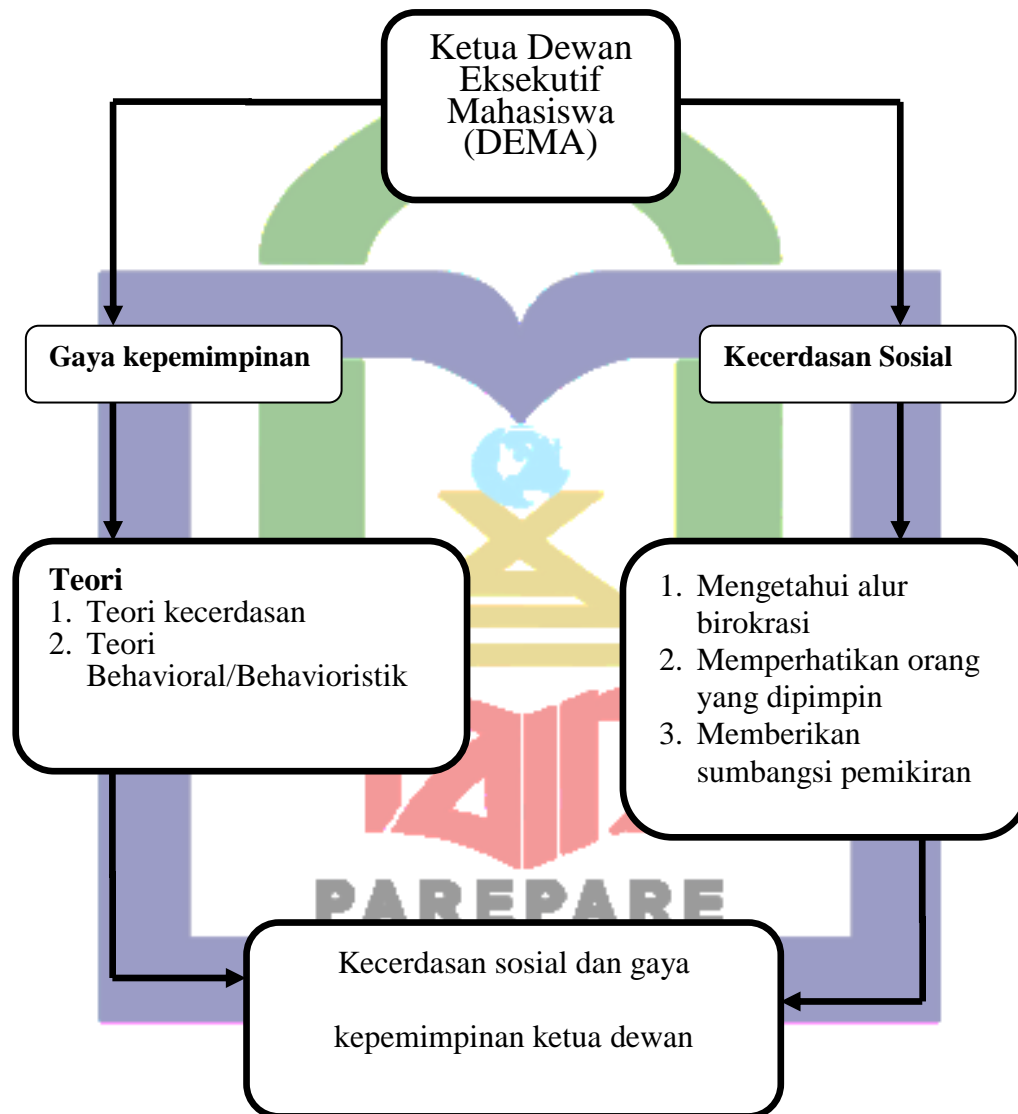 Ketua Dewan
Eksekutif
Mahasiswa
(DEMA)
Gaya kepemimpinan
Kecerdasan Sosial
Teori
1. Teori kecerdasan
2. Teori
Behavioral/Behavioristik
1. Mengetahui alur
birokrasi
2. Memperhatikan orang
yang dipimpin
3. Memberikan
sumbangsi pemikiran
PAREPARE
Kecerdasan sosial dan gaya
kepemimpinan ketua dewan